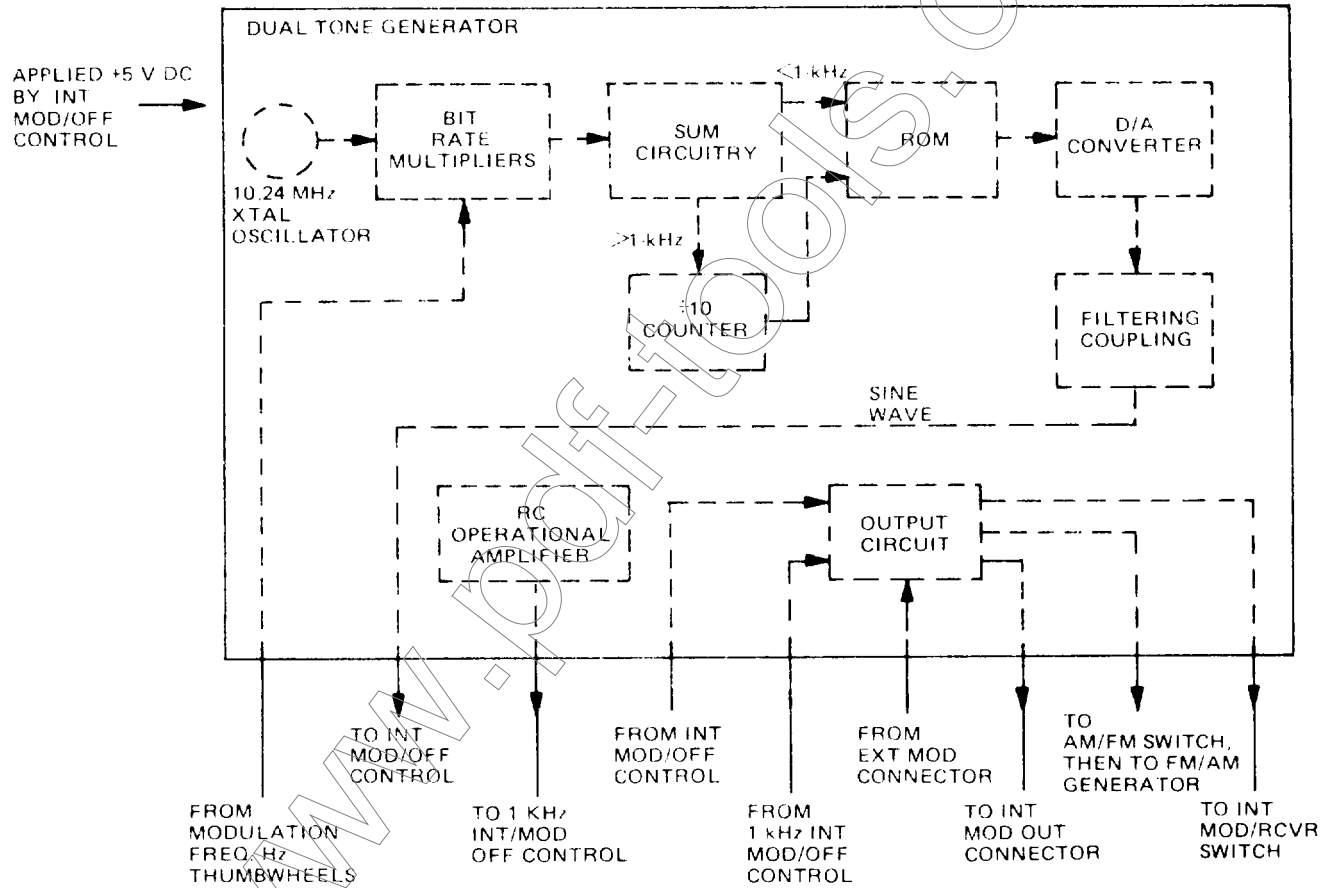 DUAL TONE GENERATOR
APPLIED +5 V DC
BY INT
MOD/OFF
CONTROL
10.24 MHz
XTAL
OSCILLATOR
BIT
RATE
MULTIPLIERS
SUM
CIRCUITRY
<1-kHz
>1-kHz
÷10
COUNTER
ROM
D/A
CONVERTER
FILTERING
COUPLING
SINE
WAVE
RC
OPERATIONAL
AMPLIFIER
OUTPUT
CIRCUIT
FROM
MODULATION
FREQ, Hz
THUMBWHEELS
TO INT
MOD/OFF
CONTROL
TO 1 KHz
INT/MOD
OFF CONTROL
FROM INT
MOD/OFF
CONTROL
FROM
1 kHz INT
MOD/OFF
CONTROL
FROM
EXT MOD
CONNECTOR
TO INT
MOD OUT
CONNECTOR
TO
AM/FM SWITCH,
THEN TO FM/AM
GENERATOR
TO INT
MOD/RCVR
SWITCH
www.pdf-tools.c